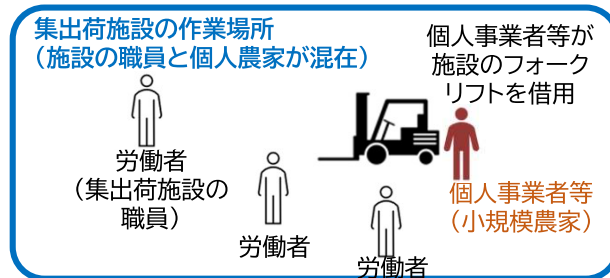 集出荷施設の作業場所
（施設の職員と個人農家が混在）
個人事業者等が
施設のフォーク
リフトを借用
労働者
（集出荷施設の
職員）
労働者
労働者
個人事業者等
（小規模農家）